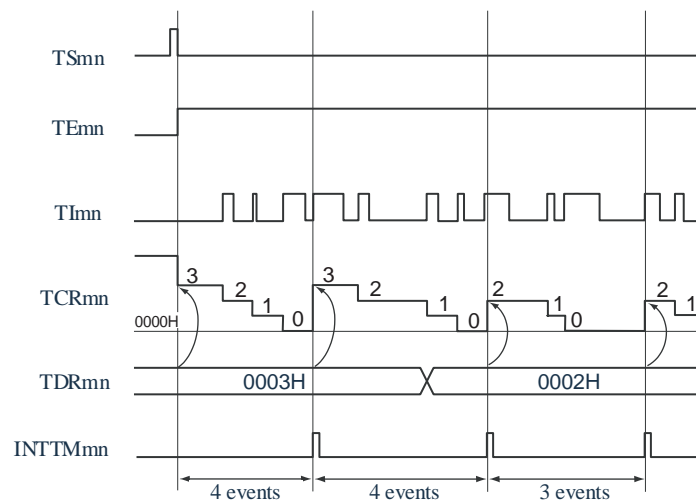 TSmn
TEmn
TImn
TCRmn
3 2 1 0 3 2 1 0 2 1 0 2 1
0000H
TDRmn 0003H 0002H
INTTMmn
4 events 4 events 3 events